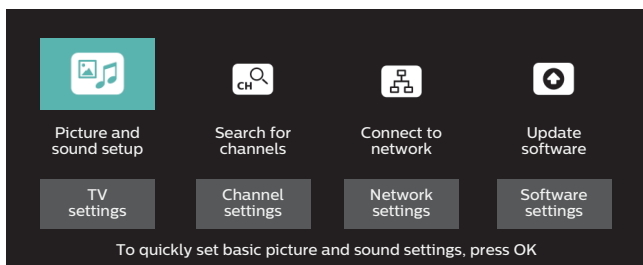 CH
Picture and
sound setup
Search for
channels
Connect to
network
Update
software
TV
settings
Channel
settings
Network
settings
Software
settings
To quickly set basic picture and sound settings, press OK